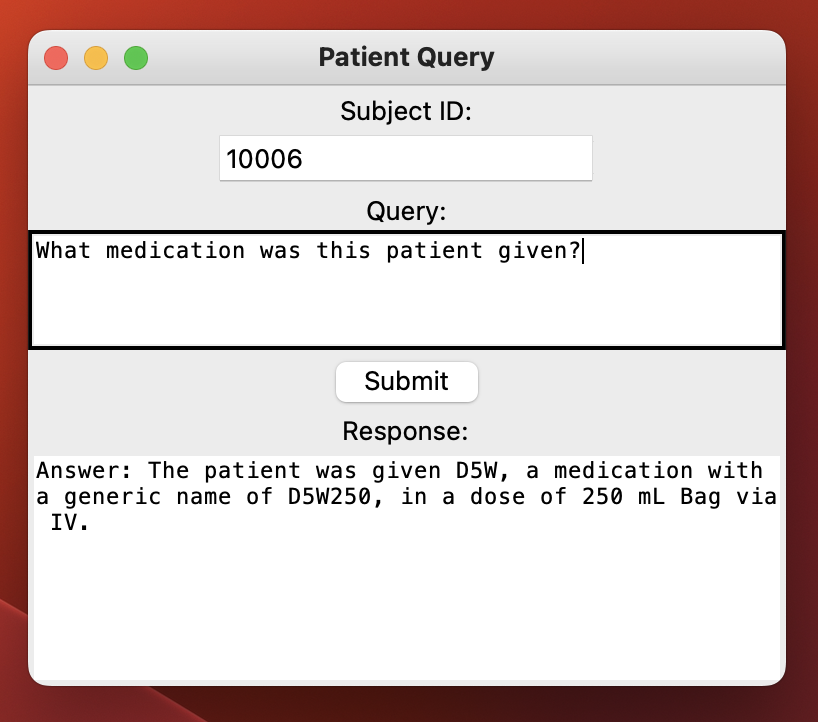 Patient Query
Subject ID:
10006
Query:
What medication was this patient given?
Submit
Response:
Answer: The patient was given D5W, a medication with
a generic name of D5W250, in a dose of 250 mL Bag via
IV.